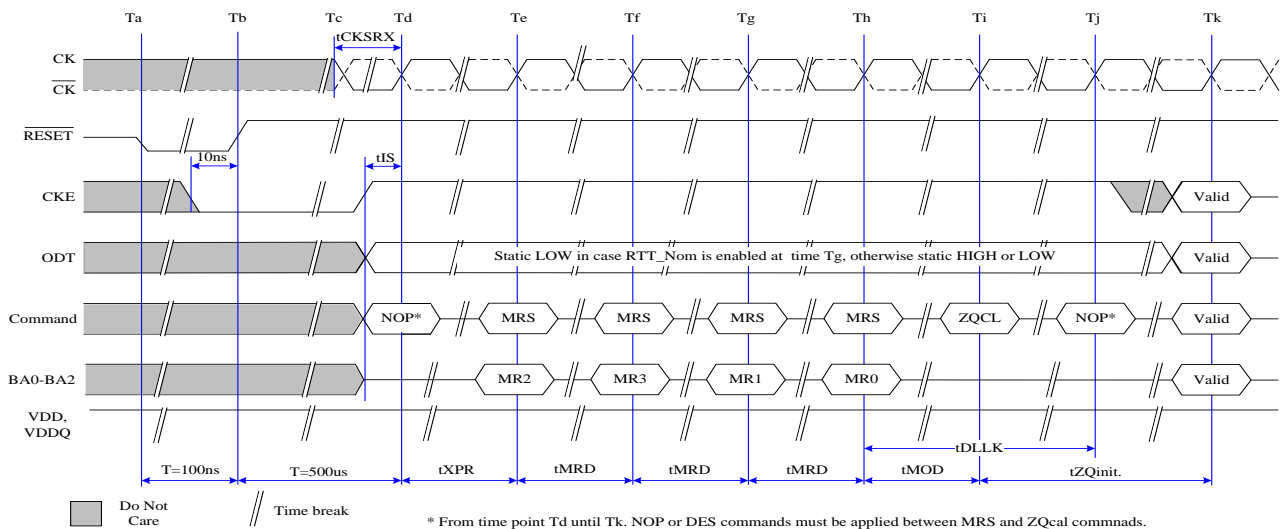 Ta Tb Tc Td Te Tf Tg Th Ti Tj Tk
tCKSRX
CK
CK
RESET
10ns
tIS
CKE
Valid
ODT
Static LOW in case RTT_Nom is enabled at time Tg, otherwise static HIGH or LOW
Valid
Command
NOP* MRS MRS MRS MRS ZQCL NOP* Valid
BA0-BA2
MR2 MR3 MR1 MR0 Valid
VDD,
VDDQ
tDLLK
T=100ns T=500us tXPR tMRD tMRD tMRD tMOD tZQinit.
Do Not
Care
Time break
* From time point Td until Tk. NOP or DES commands must be applied between MRS and ZQcal commnads.